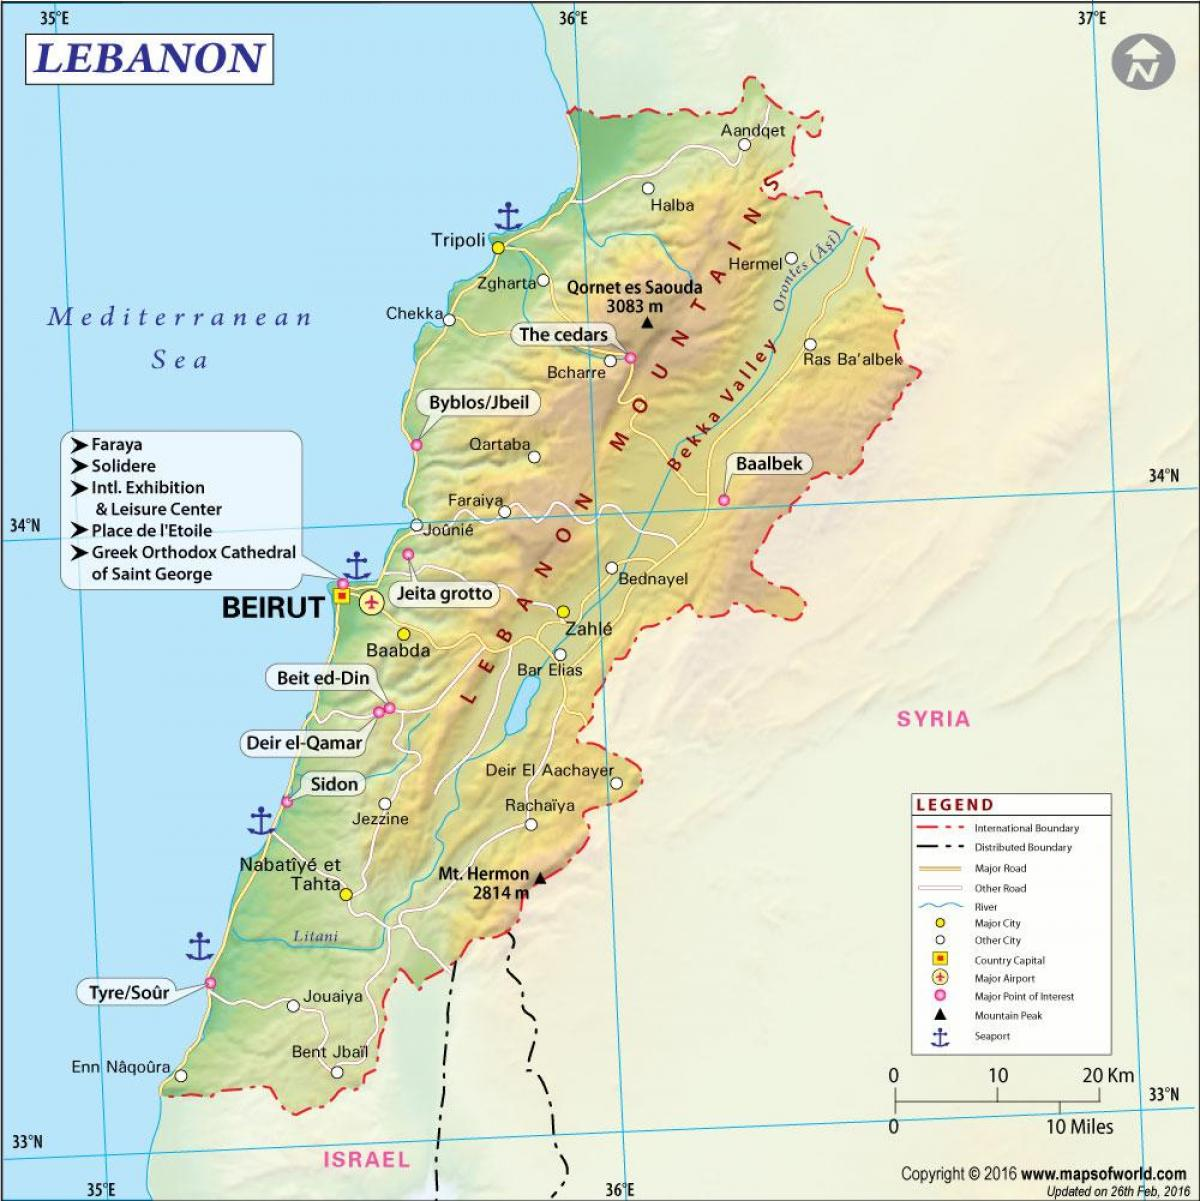 35°E
36°E
37°E
LEBANON
N
Aandqet
Halba
Tripoli
Zgharta
Hermel
Orontes (Āşī)
Qornet es Saouda
3083 m
Mediterranean
Sea
Chekka
The cedars
Bcharre
Ras Ba'albek
Byblos/Jbeil
Bekka Valley
LEBANON MOUNTAINS
Qartaba
Baalbek
34°N
Faraya
Solidere
Intl. Exhibition
& Leisure Center
Place de l'Etoile
Greek Orthodox Cathedral
of Saint George
34°N
Faraiya
Joûnié
Bednayel
Jeita grotto
BEIRUT
Zahlé
Baabda
Bar Elias
Beit ed-Din
Deir el-Qamar
SYRIA
Sidon
Deir El Aachayer
Rachaïya
Jezzine
Nabatîyé et
Tahta
Mt. Hermon
2814 m
Litani
Tyre/Soûr
Jouaiya
Bent Jbaïl
Enn Nâqoûra
LEGEND
International Boundary
Distributed Boundary
Major Road
Other Road
River
Major City
Other City
Country Capital
Major Airport
Major Point of Interest
Mountain Peak
Seaport
0 10 20 Km
0 10 Miles
33°N
33°N
ISRAEL
35°E
36°E
Copyright © 2016 www.mapsofworld.com
Updated on 26th Feb, 2016